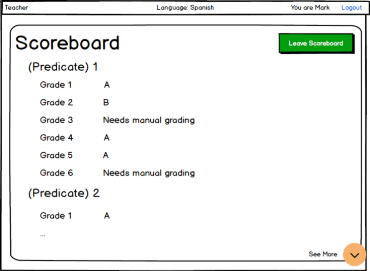 Teacher Language: Spanish You are Mark Logout
Scoreboard
Leave Scoreboard
(Predicate) 1
Grade 1 A
Grade 2 B
Grade 3 Needs manual grading
Grade 4 A
Grade 5 A
Grade 6 Needs manual grading
(Predicate) 2
Grade 1 A
...
See More